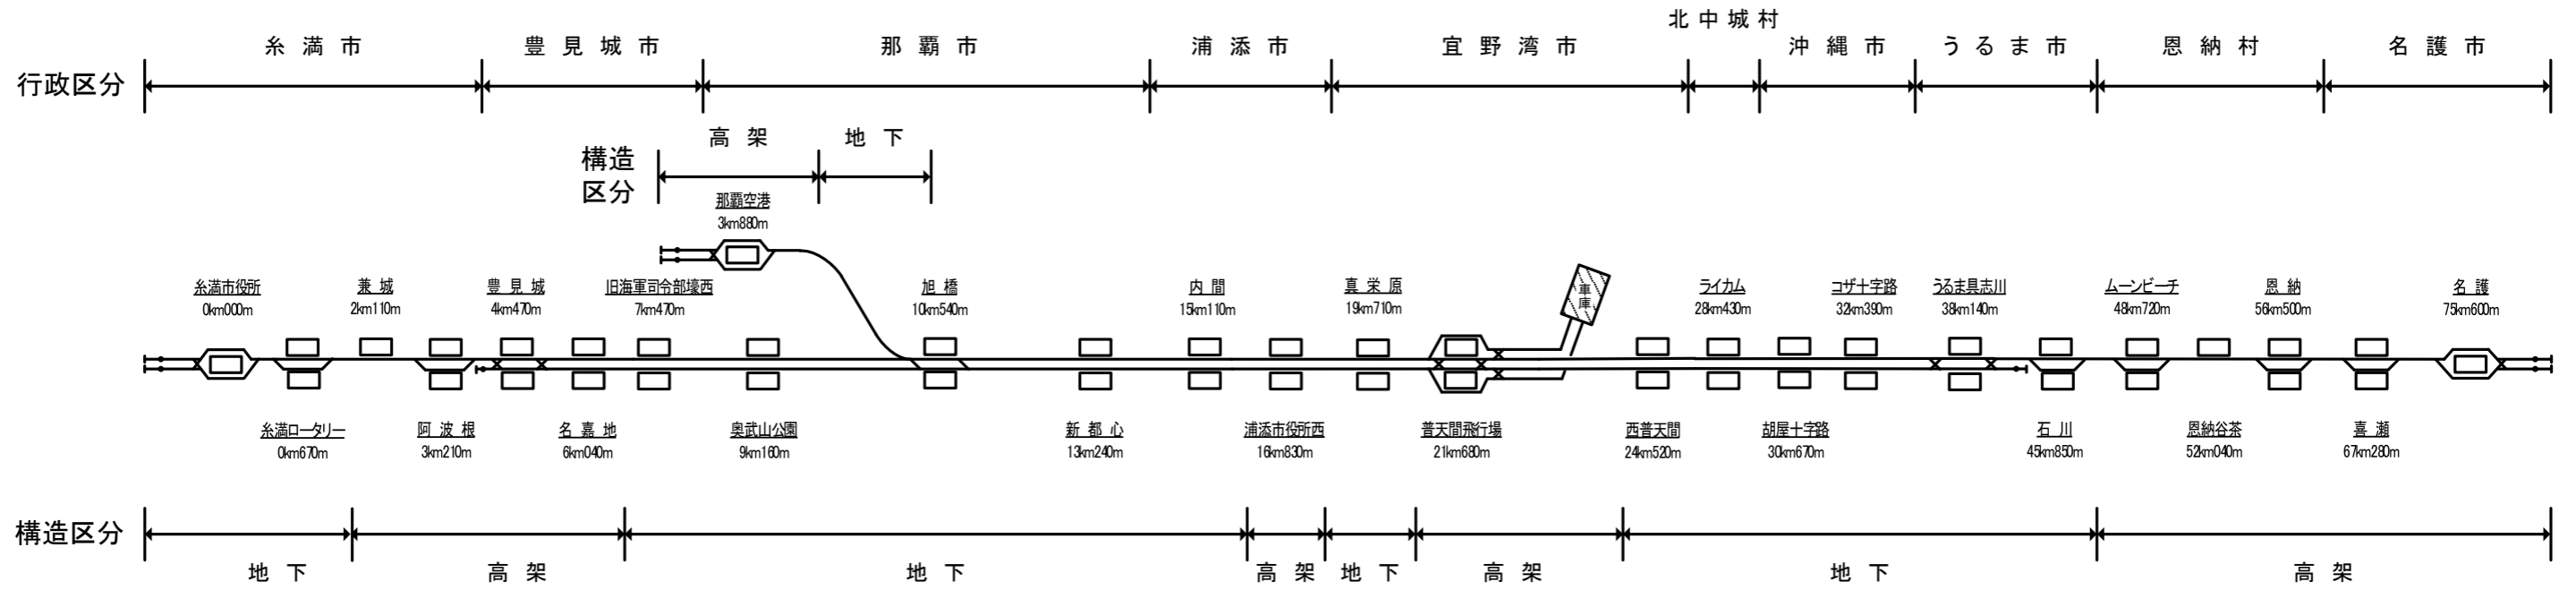 北中城村
糸満市 豊見城市 那覇市 浦添市 宜野湾市 沖縄市 うるま市 恩納村 名護市
行政区分
高架 地下
構造
区分
那覇空港
3km880m
糸満市役所 兼城 豊見城 旧海軍司令部壕西 旭橋 内間 真栄原 ライカム コザ十字路 うるま具志川 ムーンビーチ 恩納 名護
0km000m 2km110m 4km470m 7km470m 10km540m 15km110m 19km710m 28km430m 32km390m 38km140m 48km720m 56km500m 75km600m
車庫
糸満ロータリー 阿波根 名嘉地 奥武山公園 新都心 浦添市役所西 普天間飛行場 西普天間 胡屋十字路 石川 恩納谷茶 喜瀬
0km670m 3km210m 6km040m 9km160m 13km240m 16km830m 21km680m 24km520m 30km670m 45km850m 52km040m 67km280m
構造区分
地下 高架 地下 高架 地下 高架 地下 高架